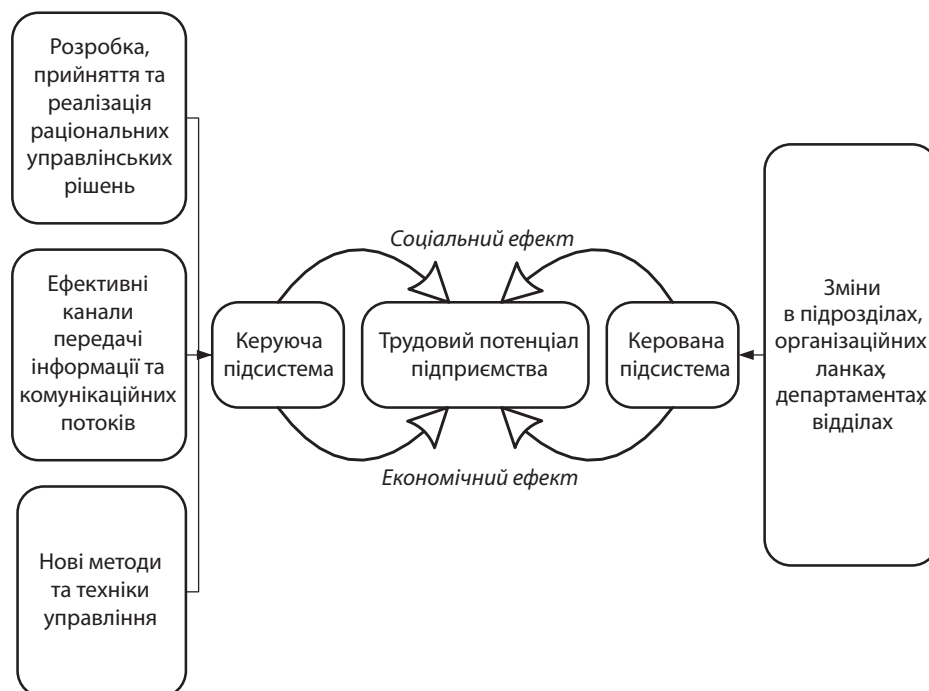 Розробка,
прийняття та
реалізація
раціональних
управлінських
рішень
Ефективні
канали
передачі
інформації та
комунікаційних
потоків
Нові методи
та техніки
управління
Соціальний ефект
Керуюча
підсистема
Трудовий потенціал
підприємства
Керована
підсистема
Економічний ефект
Зміни
в підрозділах,
організаційних
ланках,
департаментах,
відділах